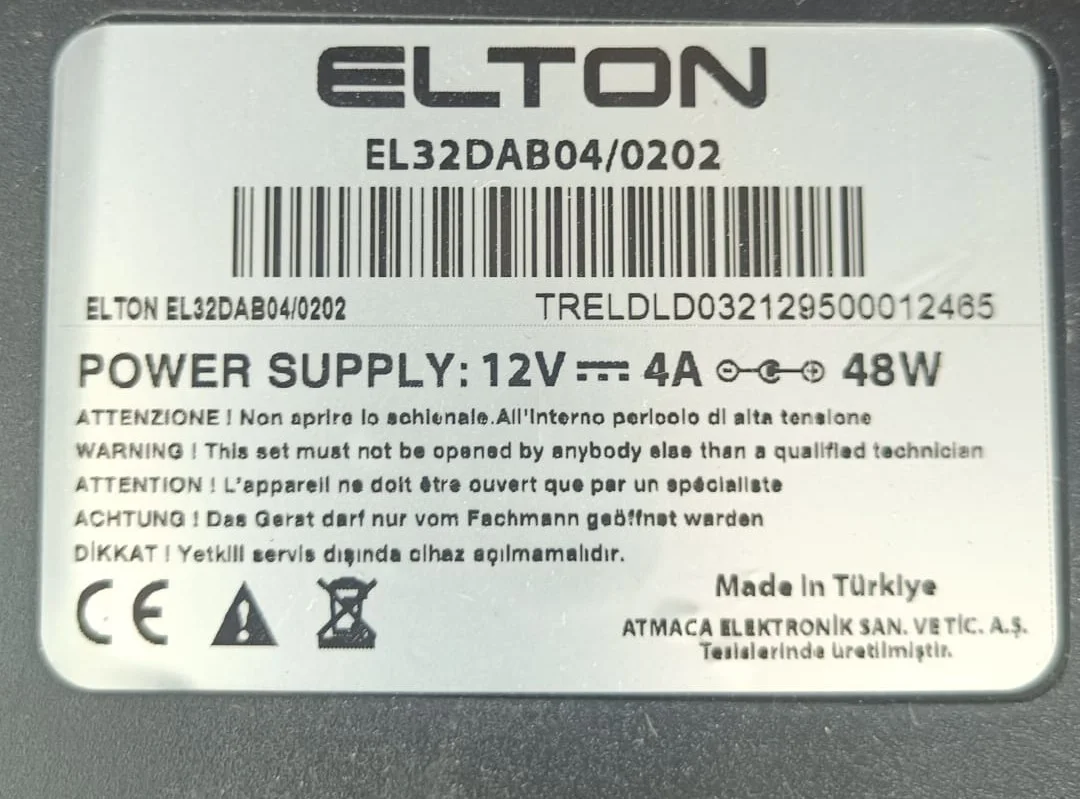 ELTON
EL32DAB04/0202
ELTON EL32DAB04/0202 TRELDLD032129500012465
POWER SUPPLY: 12V 4A 48W
ATTENZIONE ! Non aprire lo schienale.All'Interno pericolo di alta tensione
WARNING ! This set must not be opened by anybody else than a qualified technician
ATTENTION ! L'appareil ne doit être ouvert que par un spécialiste
ACHTUNG ! Das Gerat darf nur vom Fachmann geöffnet warden
DİKKAT ! Yetkili servis dışında cihaz açılmamalıdır.
CE
Made In Türkiye
ATMACA ELEKTRONİK SAN. VE TİC. A.Ş.
Tesislerinde üretilmiştir.